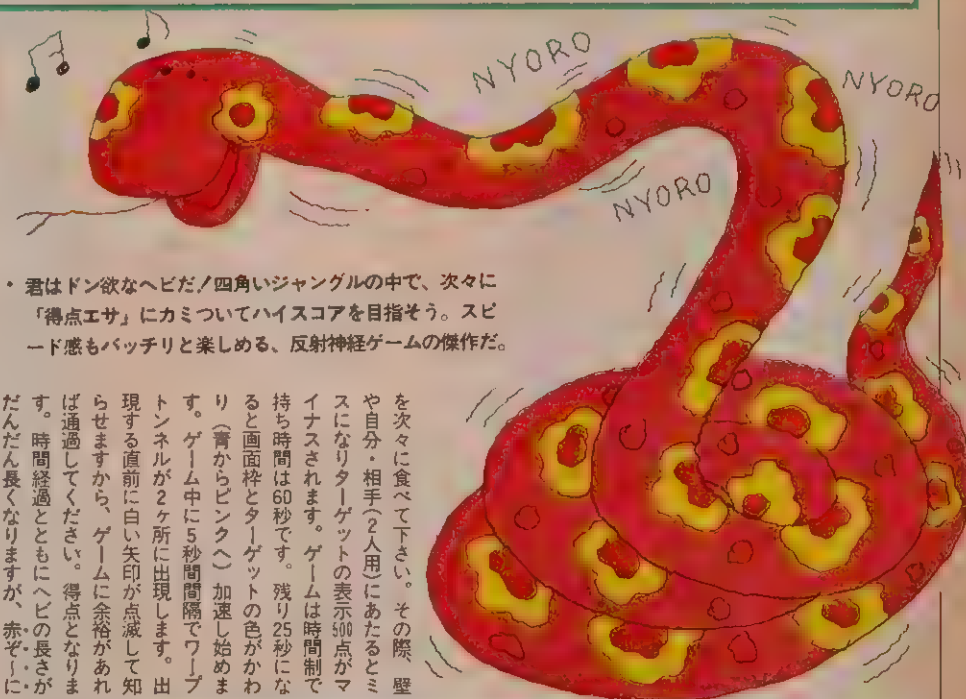 NYORO
NYORO
NYORO
・君はドン欲なヘビだ!四角いジャングルの中で、次々に
「得点エサ」にカミついてハイスコアを目指そう。スピ
ード感もバッチリと楽しめる、反射神経ゲームの傑作だ。
を次々に食べて下さい。その際、壁
や自分・相手(2人用)にあたるとミ
スになりターゲットの表示500点がマ
イナスされます。ゲームは時間制で
持ち時間は60秒です。残り25秒にな
ると画面枠とターゲットの色がかわ
り(青からピンクへ)加速し始めま
す。ゲーム中に5秒間間隔でワープ
トンネルが2ヶ所に出現します。出
現する直前に白い矢印が点滅して知
らせますから、ゲームに余裕があれ
ば通過してください。得点となりま
す。時間経過とともにヘビの長さが
だんだん長くなりますが、赤ぞ〜に